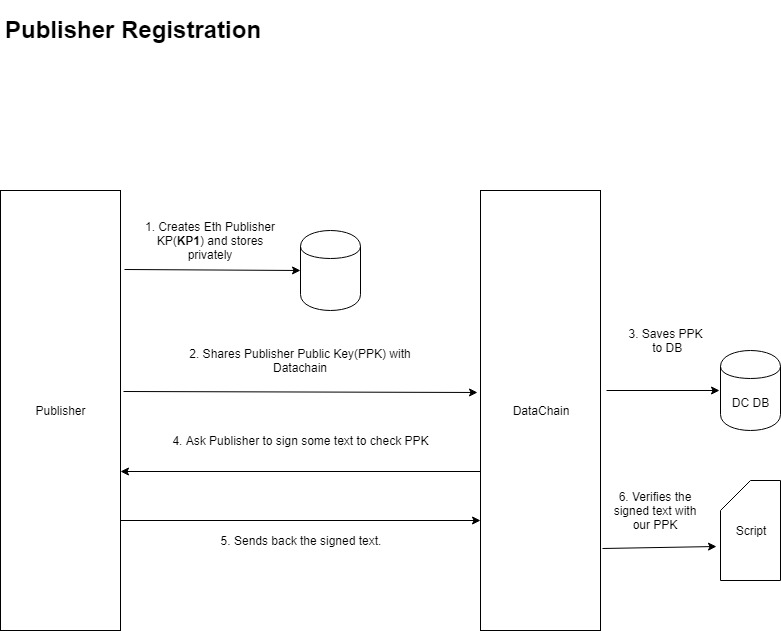 Publisher Registration
1. Creates Eth Publisher
KP(KP1) and stores
privately
2. Shares Publisher Public Key(PPK) with
Datachain
3. Saves PPK
to DB
Publisher
DataChain
DC DB
4. Ask Publisher to sign some text to check PPK
6. Verifies the
signed text with
our PPK
Script
5. Sends back the signed text.